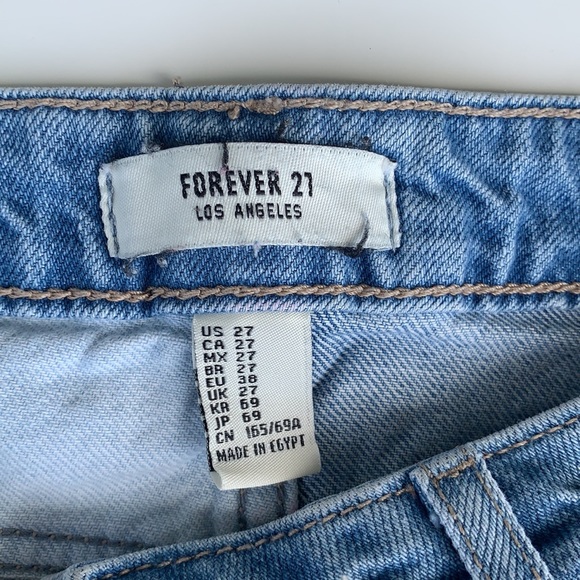 FOREVER 21
LOS ANGELES
US 27
CA 27
MX 27
BR 27
EU 38
UK 27
KR 69
JP 69
CN 165/69A
MADE IN EGYPT